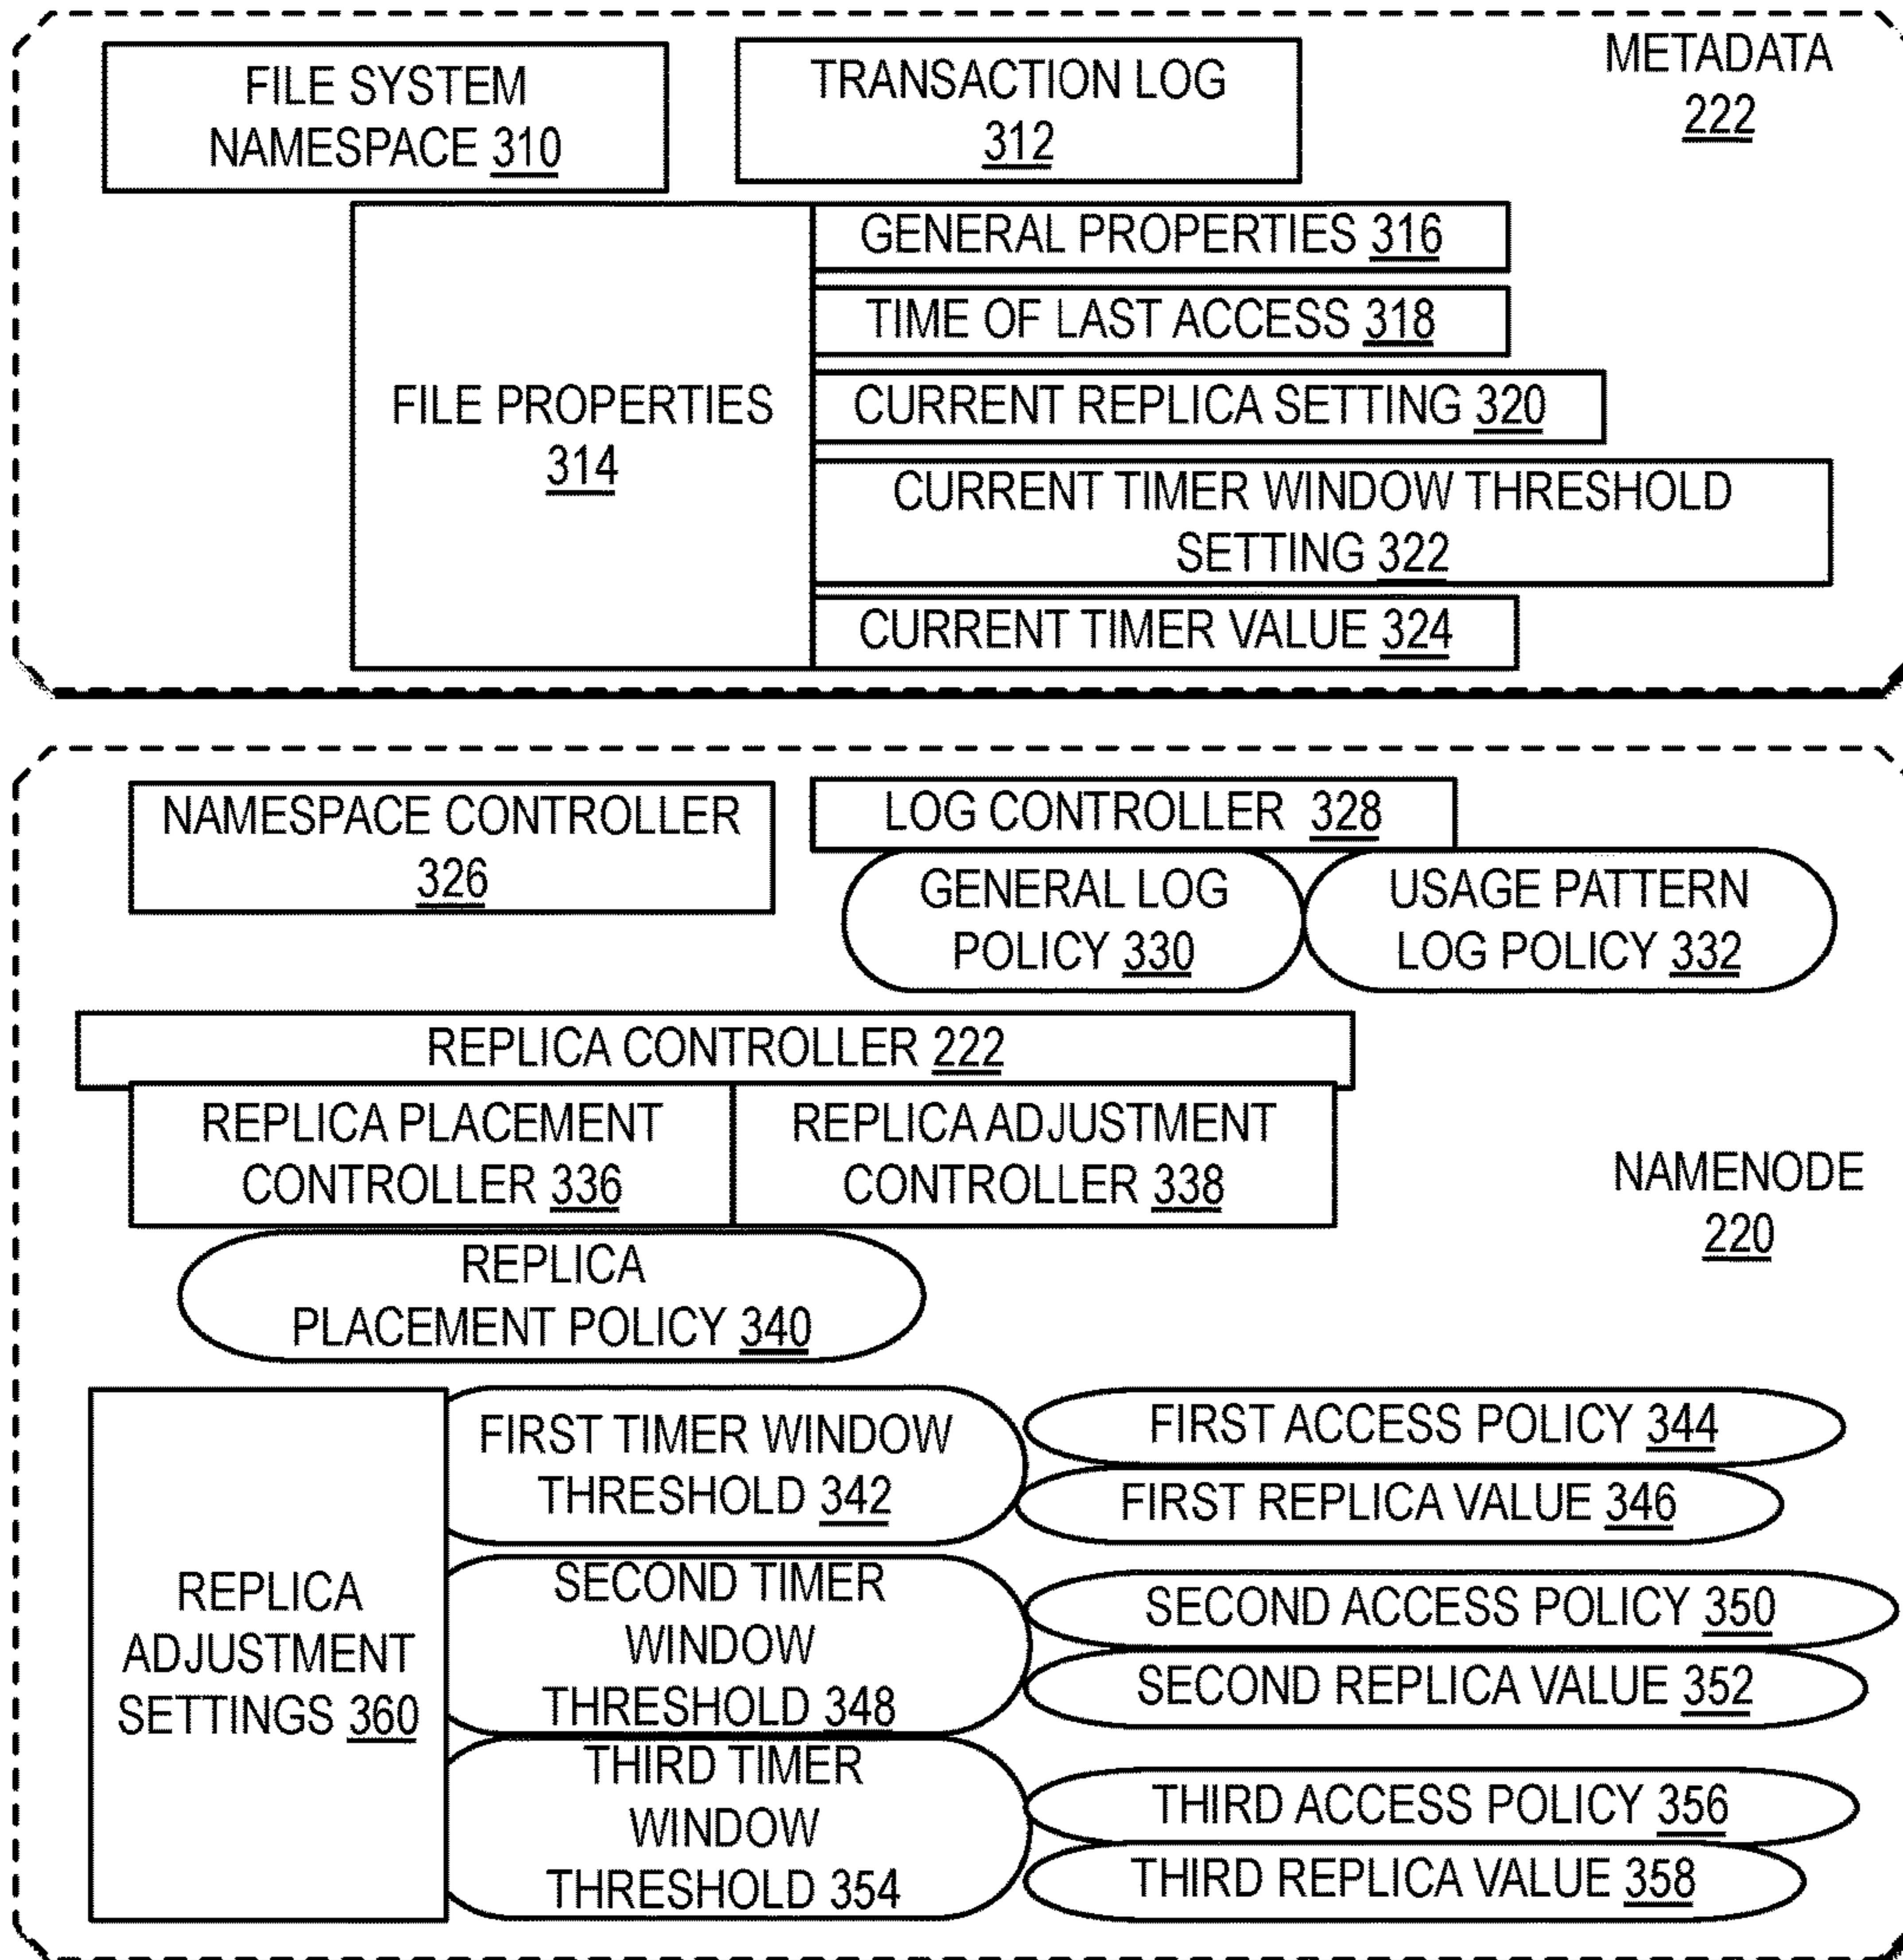 FILE SYSTEM
NAMESPACE 310
TRANSACTION LOG
312
METADATA
222
FILE PROPERTIES
314
GENERAL PROPERTIES 316
TIME OF LAST ACCESS 318
CURRENT REPLICA SETTING 320
CURRENT TIMER WINDOW THRESHOLD
SETTING 322
CURRENT TIMER VALUE 324
NAMESPACE CONTROLLER
326
LOG CONTROLLER 328
GENERAL LOG
POLICY 330
USAGE PATTERN
LOG POLICY 332
REPLICA CONTROLLER 222
REPLICA PLACEMENT
CONTROLLER 336
REPLICA ADJUSTMENT
CONTROLLER 338
NAMENODE
220
REPLICA
PLACEMENT POLICY 340
REPLICA
ADJUSTMENT
SETTINGS 360
FIRST TIMER WINDOW
THRESHOLD 342
FIRST ACCESS POLICY 344
FIRST REPLICA VALUE 346
SECOND TIMER
WINDOW
THRESHOLD 348
SECOND ACCESS POLICY 350
SECOND REPLICA VALUE 352
THIRD TIMER
WINDOW
THRESHOLD 354
THIRD ACCESS POLICY 356
THIRD REPLICA VALUE 358